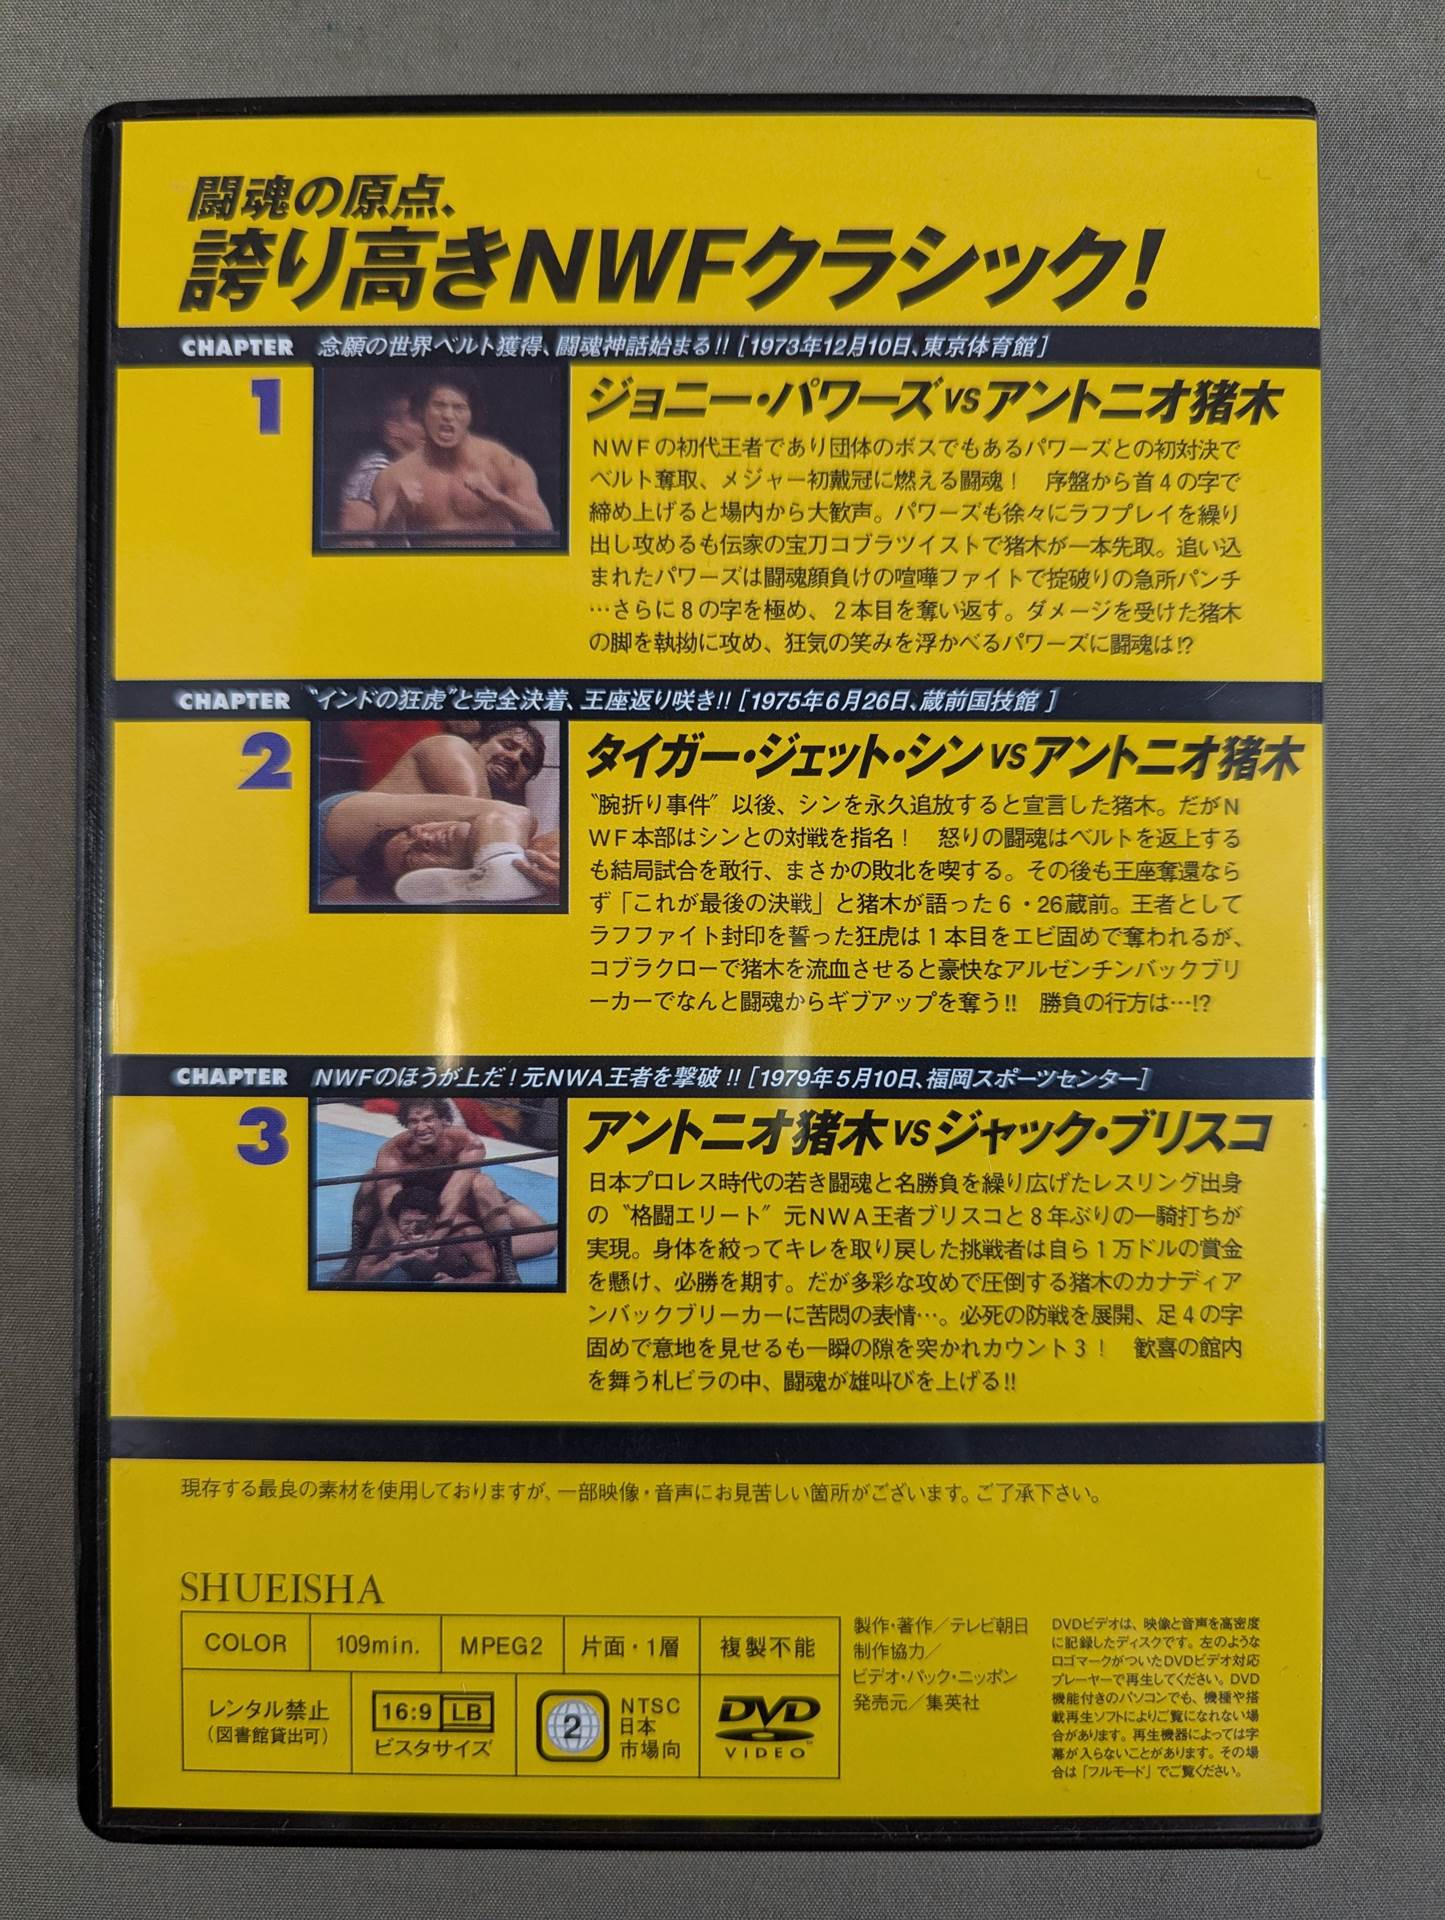 闘魂の原点、
誇り高きNWFクラシック!
CHAPTER 念願の世界ベルト獲得、闘魂神話始まる!! [1973年12月10日、東京体育館]
1
ジョニー・パワーズVSアントニオ猪木
NWFの初代王者であり団体のボスでもあるパワーズとの初対決で
ベルト奪取、メジャー初戴冠に燃える闘魂! 序盤から首4の字で
締め上げると場内から大歓声。パワーズも徐々にラフプレイを繰り
出し攻めるも伝家の宝刀コブラツイストで猪木が一本先取。追い込
まれたパワーズは闘魂顔負けの喧嘩ファイトで掟破りの急所パンチ
…さらに8の字を極め、2本目を奪い返す。ダメージを受けた猪木
の脚を執拗に攻め、狂気の笑みを浮かべるパワーズに闘魂は!?
CHAPTER "インドの狂虎"と完全決着、王座返り咲き!! [1975年6月26日、蔵前国技館 ]
2
タイガー・ジェット・シンVSアントニオ猪木
〝腕折り事件〟以後、シンを永久追放すると宣言した猪木。だがN
WF本部はシンとの対戦を指名! 怒りの闘魂はベルトを返上する
も結局試合を敢行、まさかの敗北を喫する。その後も王座奪還なら
ず「これが最後の決戦」と猪木が語った6・26蔵前。王者として
ラフファイト封印を誓った狂虎は1本目をエビ固めで奪われるが、
コブラクローで猪木を流血させると豪快なアルゼンチンバックブリ
ーカーでなんと闘魂からギブアップを奪う!! 勝負の行方は…!?
CHAPTER NWFのほうが上だ!元NWA王者を撃破!! [1979年5月10日、福岡スポーツセンター]
3
アントニオ猪木VSジャック・ブリスコ
日本プロレス時代の若き闘魂と名勝負を繰り広げたレスリング出身
の〝格闘エリート〟元NWA王者ブリスコと8年ぶりの一騎打ちが
実現。身体を絞ってキレを取り戻した挑戦者は自ら1万ドルの賞金
を懸け、必勝を期す。だが多彩な攻めで圧倒する猪木のカナディア
ンバックブリーカーに苦悶の表情…。必死の防戦を展開、足4の字
固めで意地を見せるも一瞬の隙を突かれカウント3! 歓喜の館内
を舞う札ビラの中、闘魂が雄叫びを上げる!!
現存する最良の素材を使用しておりますが、一部映像・音声にお見苦しい箇所がございます。ご了承下さい。
SHUEISHA
COLOR 109min. MPEG2 片面・1層 複製不能
レンタル禁止
(図書館貸出可)
16:9 LB
ビスタサイズ
2
NTSC
日本
市場向
DVD
VIDEO™
製作・著作/テレビ朝日
制作協力/
ビデオ・パック・ニッポン
発売元/集英社
DVDビデオは、映像と音声を高密度
に記録したディスクです。左のような
ロゴマークがついたDVDビデオ対応
プレーヤーで再生してください。DVD
機能付きのパソコンでも、機種や搭
載再生ソフトによりご覧になれない場
合があります。再生機器によっては字
幕が入らないことがあります。その場
合は「フルモード」でご覧ください。